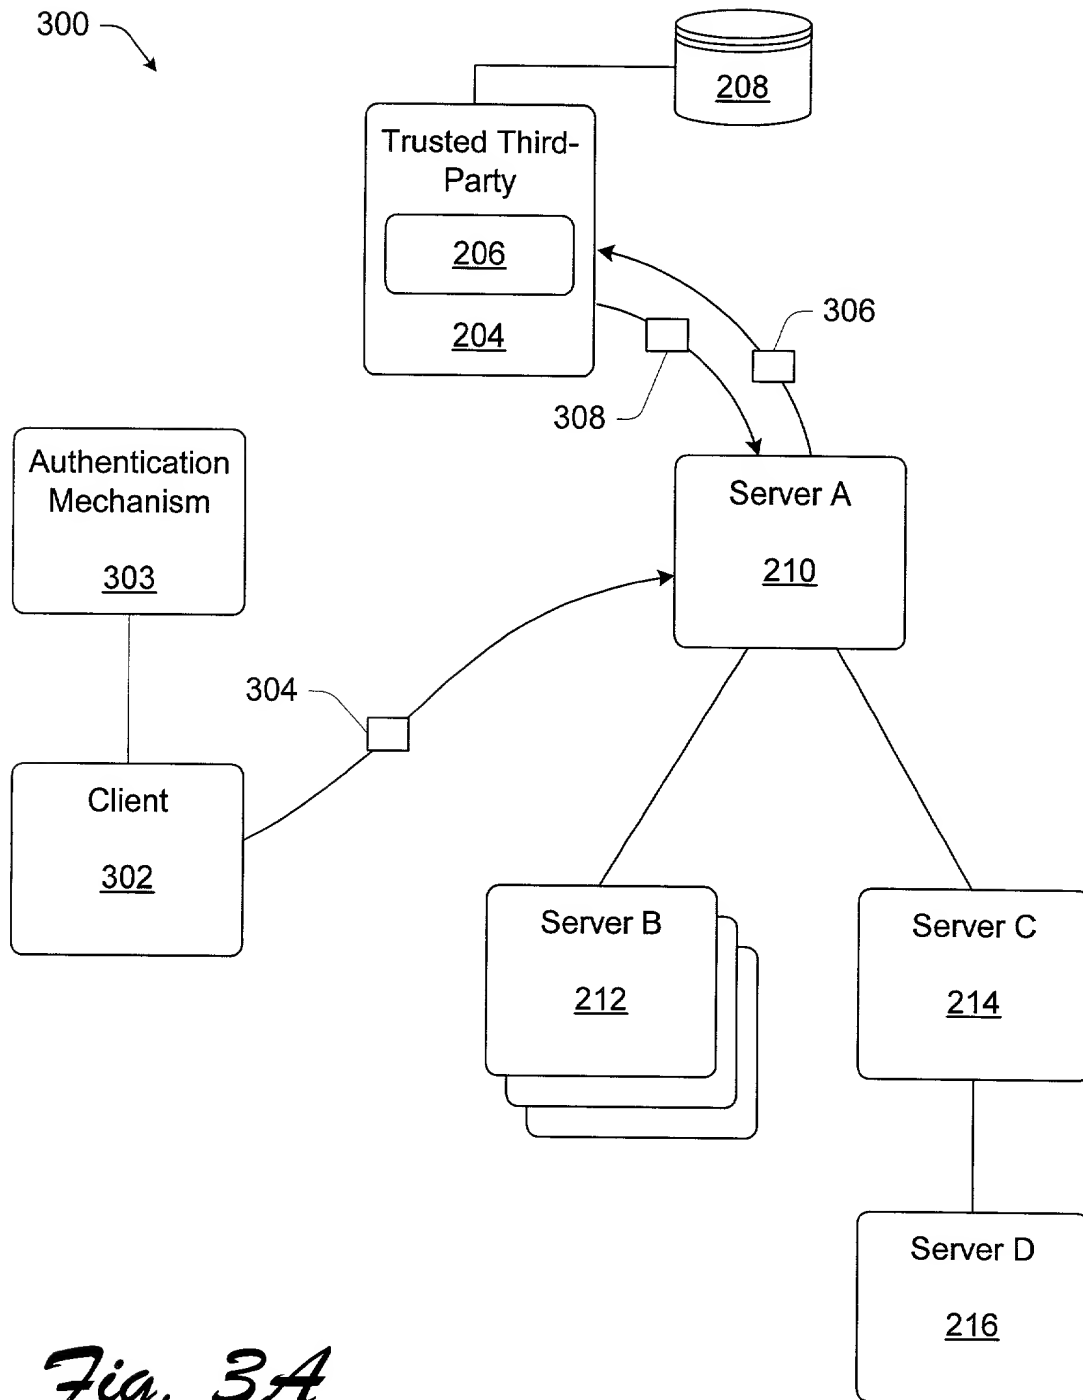 300
208
Trusted Third-
Party
206
204
306
308
Authentication
Mechanism
303
Server A
210
304
Client
302
Server B
212
Server C
214
Server D
216
Fig. 3A